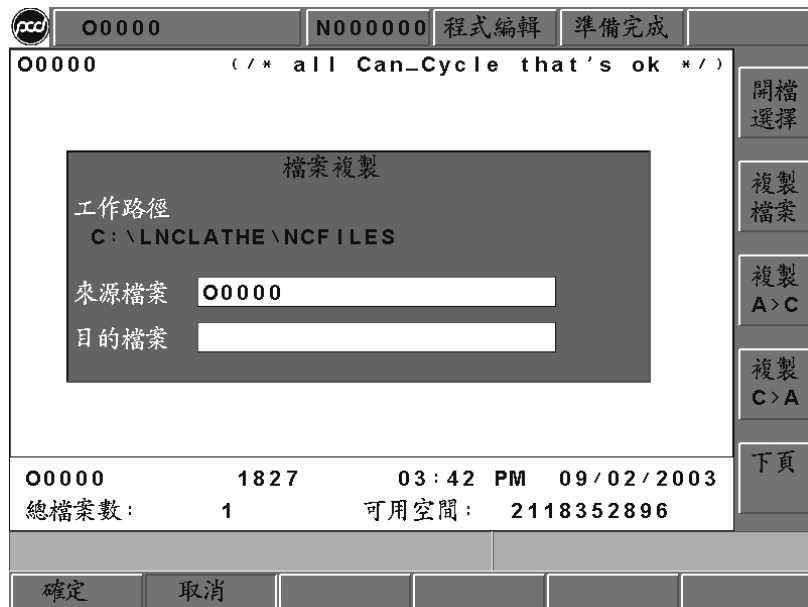 pcd O0000 N000000 程式編輯 準備完成
O0000 (/* all Can_Cycle that's ok */)
檔案複製
工作路徑
C:\LNCLATHE\NCFILES
來源檔案 O0000
目的檔案
O0000 1827 03:42 PM 09/02/2003
總檔案數: 1 可用空間: 2118352896
開檔
選擇
複製
檔案
複製
A>C
複製
C>A
下頁
確定 取消